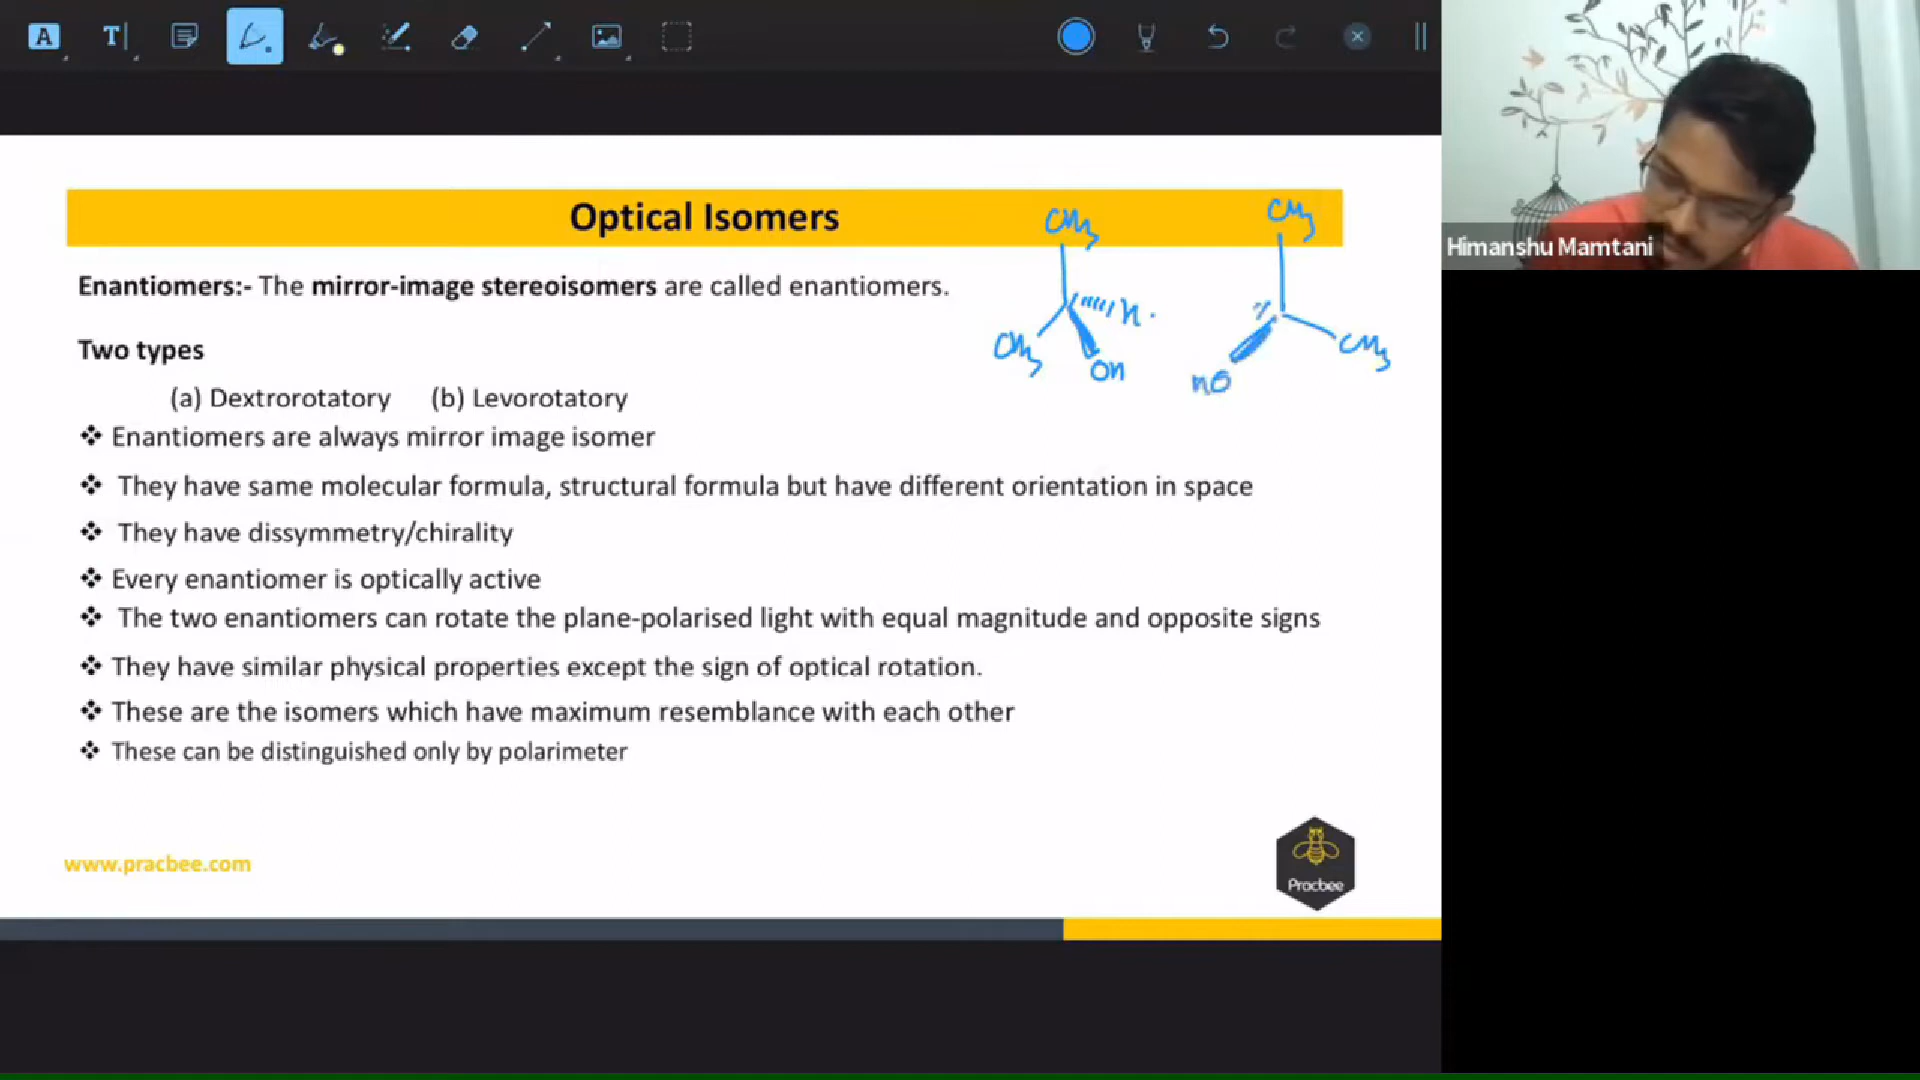 A T
Optical Isomers
CH3 CH3
Himanshu Mamtani
Enantiomers:- The mirror-image stereoisomers are called enantiomers.
H.
CH3 OH
HO CH3
Two types
(a) Dextrorotatory (b) Levorotatory
❖ Enantiomers are always mirror image isomer
❖ They have same molecular formula, structural formula but have different orientation in space
❖ They have dissymmetry/chirality
❖ Every enantiomer is optically active
❖ The two enantiomers can rotate the plane-polarised light with equal magnitude and opposite signs
❖ They have similar physical properties except the sign of optical rotation.
❖ These are the isomers which have maximum resemblance with each other
❖ These can be distinguished only by polarimeter
www.pracbee.com
Pracbee